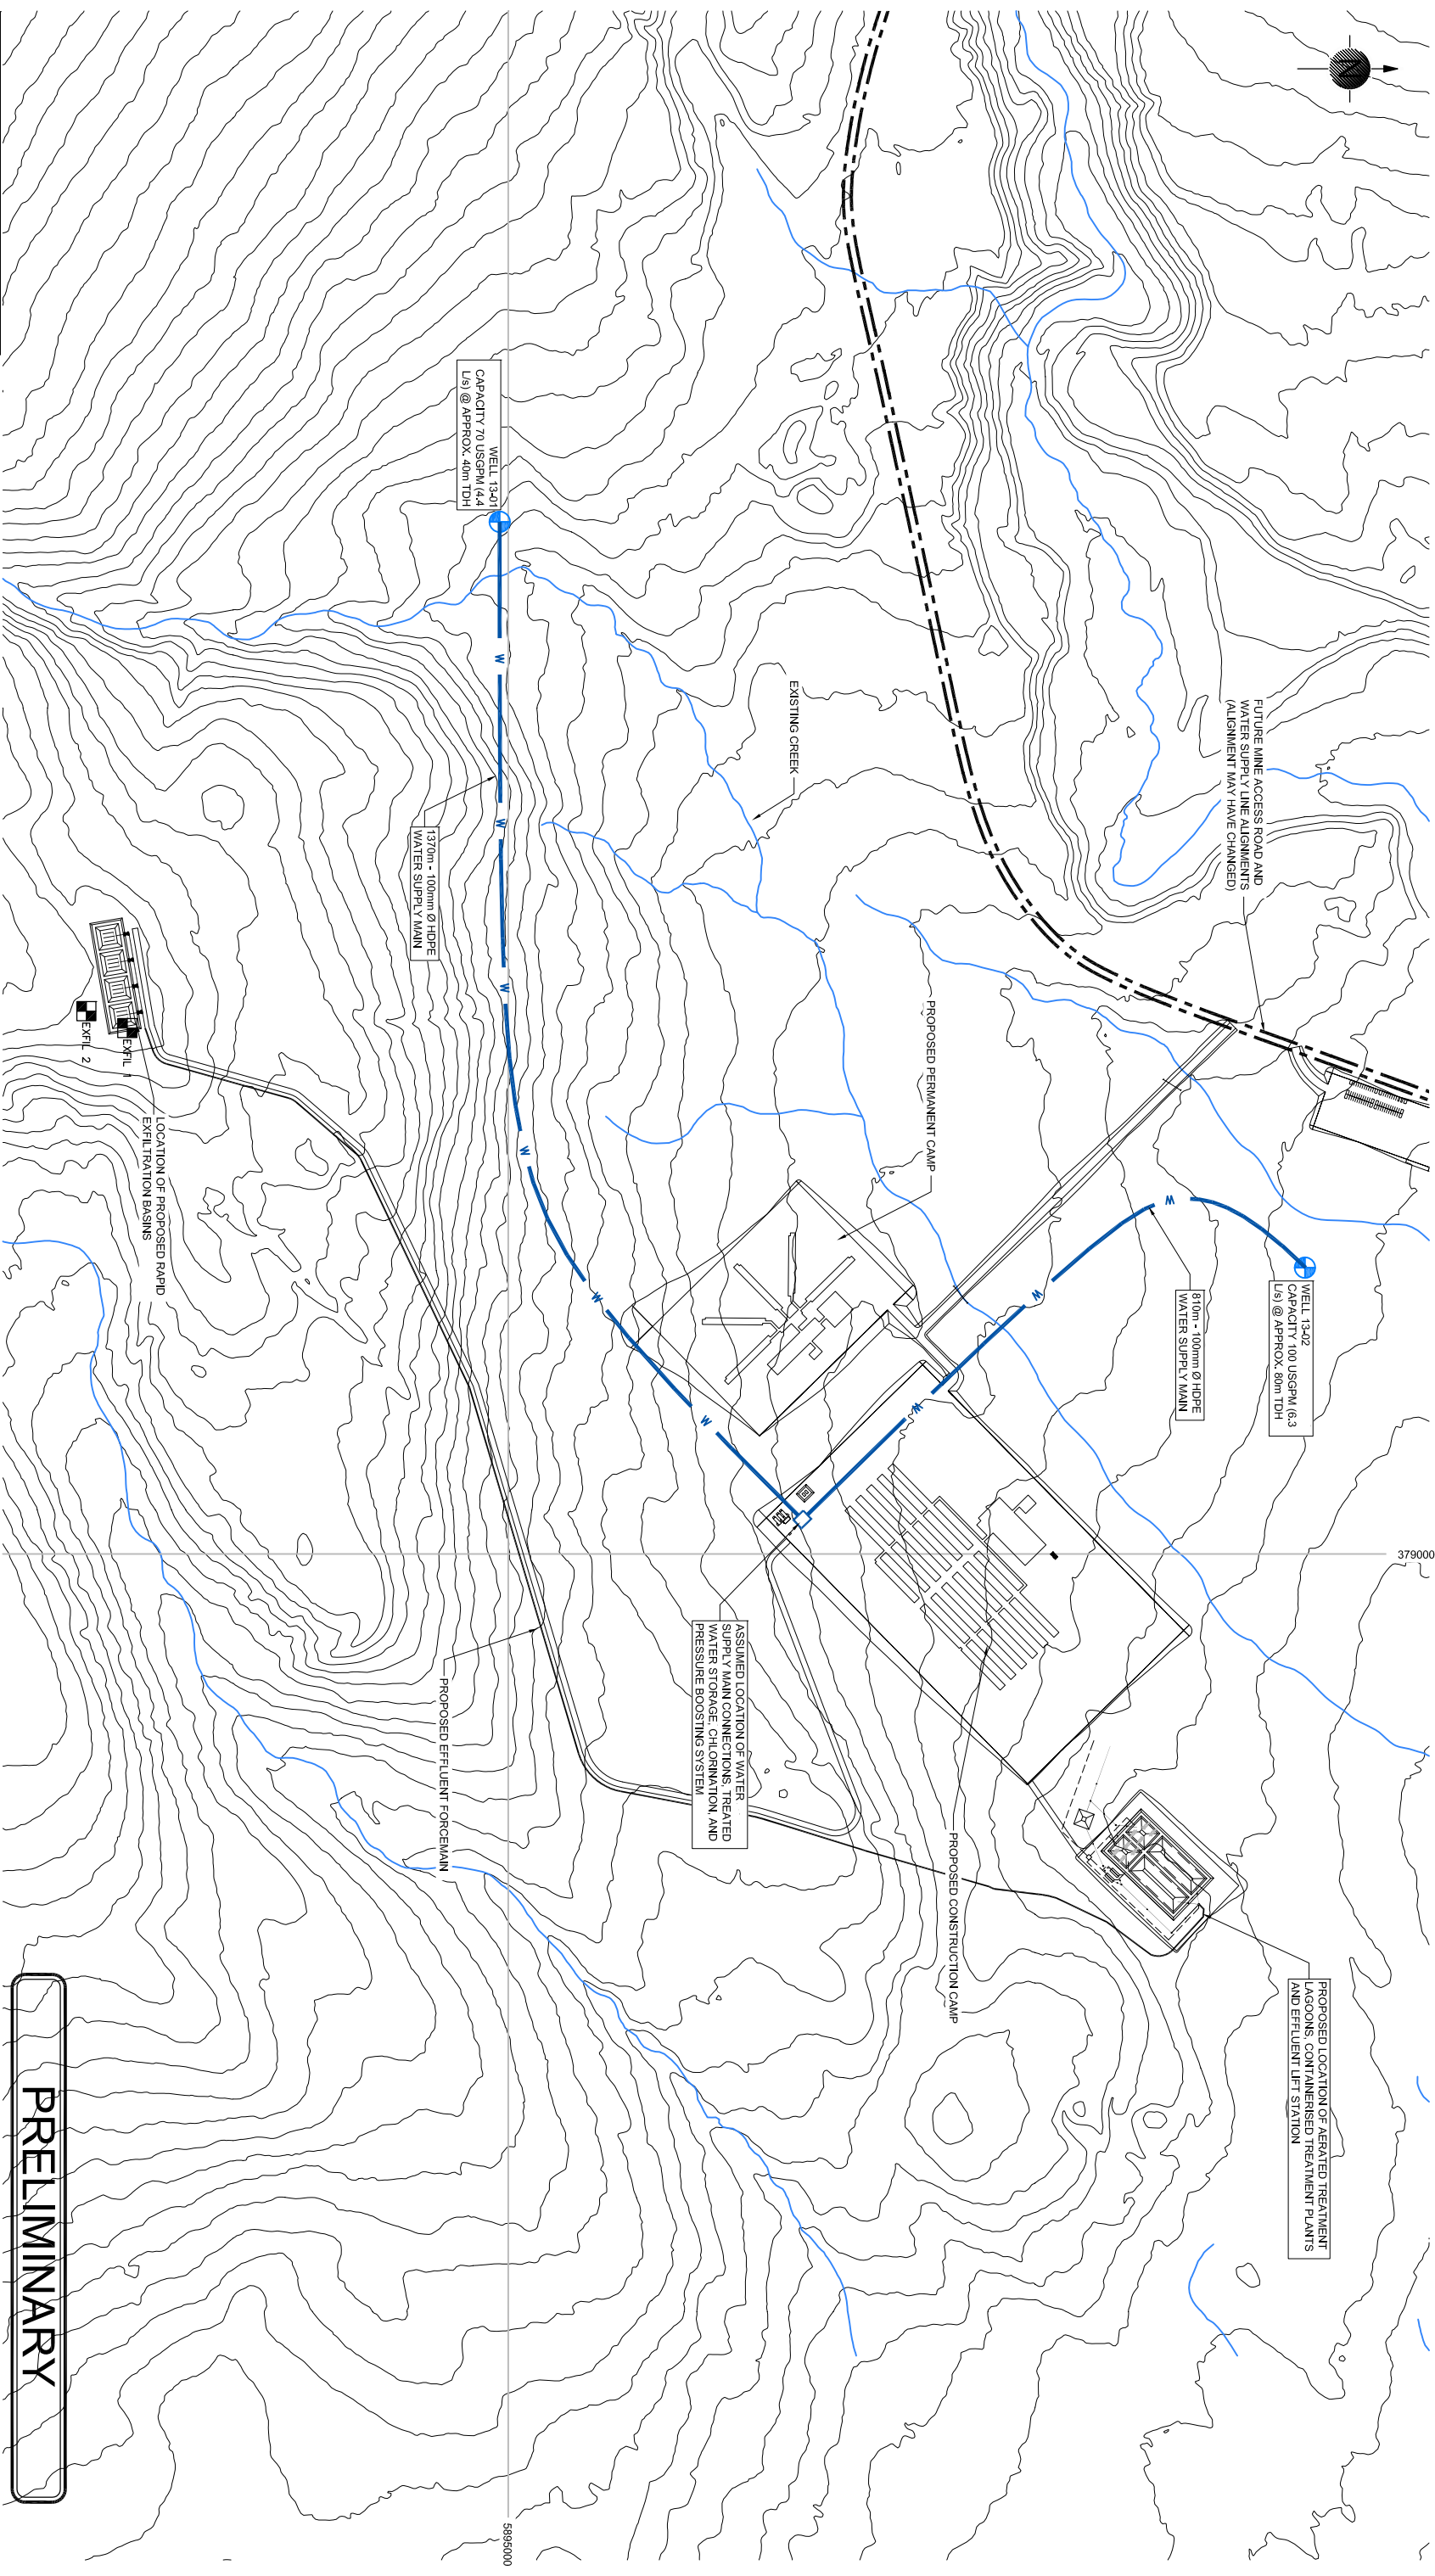 N
FUTURE MINE ACCESS ROAD AND
WATER SUPPLY LINE ALIGNMENTS
(ALIGNMENT MAY HAVE CHANGED)
WELL 13-01
CAPACITY 70 USGPM (4.4
L/s) @ APPROX. 40m TDH
EXISTING CREEK
1370m - 100mm Ø HDPE
WATER SUPPLY MAIN
W
W
W
W
W
W
PROPOSED PERMANENT CAMP
WELL 13-02
CAPACITY 100 USGPM (6.3
L/s) @ APPROX. 80m TDH
810m - 100mm Ø HDPE
WATER SUPPLY MAIN
W
W
W
EXFIL 1
EXFIL 2
LOCATION OF PROPOSED RAPID
EXFILTRATION BASINS
379000
ASSUMED LOCATION OF WATER
SUPPLY MAIN CONNECTIONS, TREATED
WATER STORAGE, CHLORINATION, AND
PRESSURE BOOSTING SYSTEM
PROPOSED EFFLUENT FORCEMAIN
PROPOSED CONSTRUCTION CAMP
PROPOSED LOCATION OF AERATED TREATMENT
LAGOONS, CONTAINERISED TREATMENT PLANTS
AND EFFLUENT LIFT STATION
5895000
PRELIMINARY